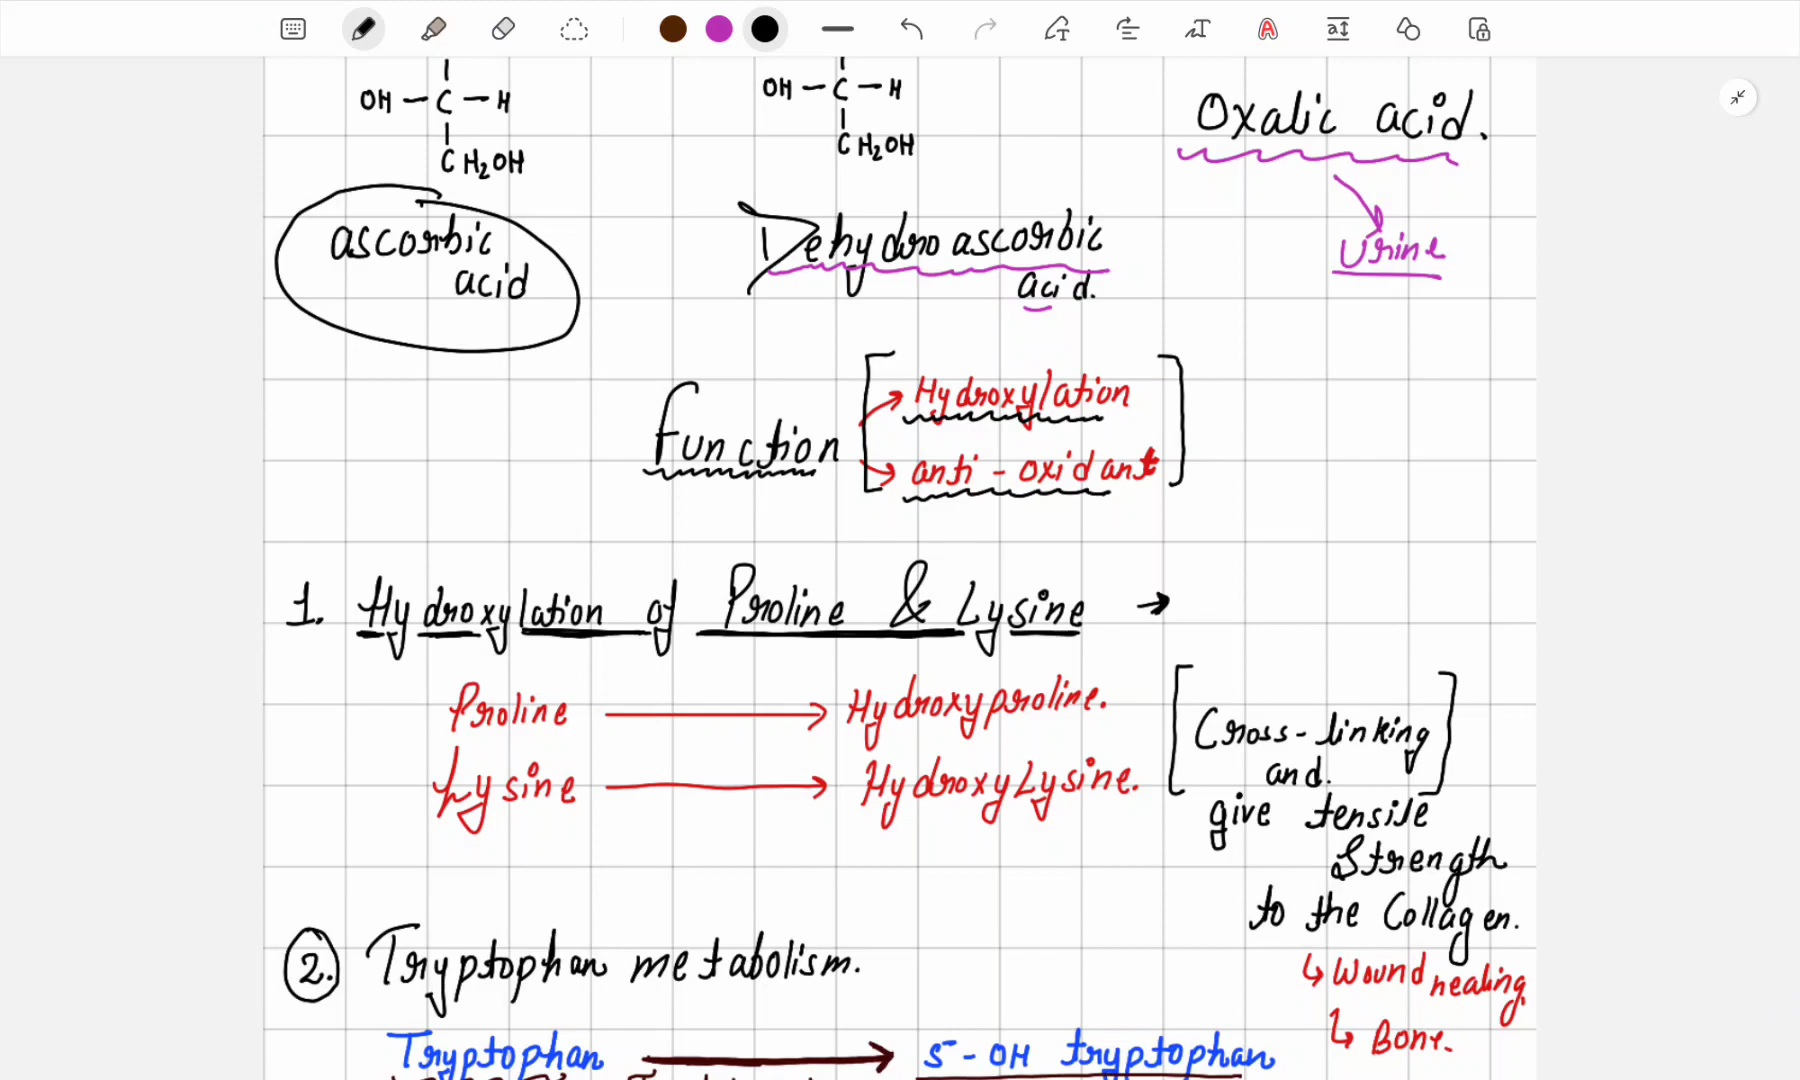 OH - C - H
CH₂OH
ascorbic
acid
OH - C - H
CH₂OH
Dehydroascorbic
acid.
Oxalic acid.
Urine
function
Hydroxylation
anti - oxidant
1. Hydroxylation of Proline & Lysine →
Proline → Hydroxyproline.
Lysine → HydroxyLysine.
Cross-linking
and.
give tensile
Strength
to the Collagen.
↳ Wound healing
↳ Bone.
2. Tryptophan metabolism.
Tryptophan → 5-OH tryptophan